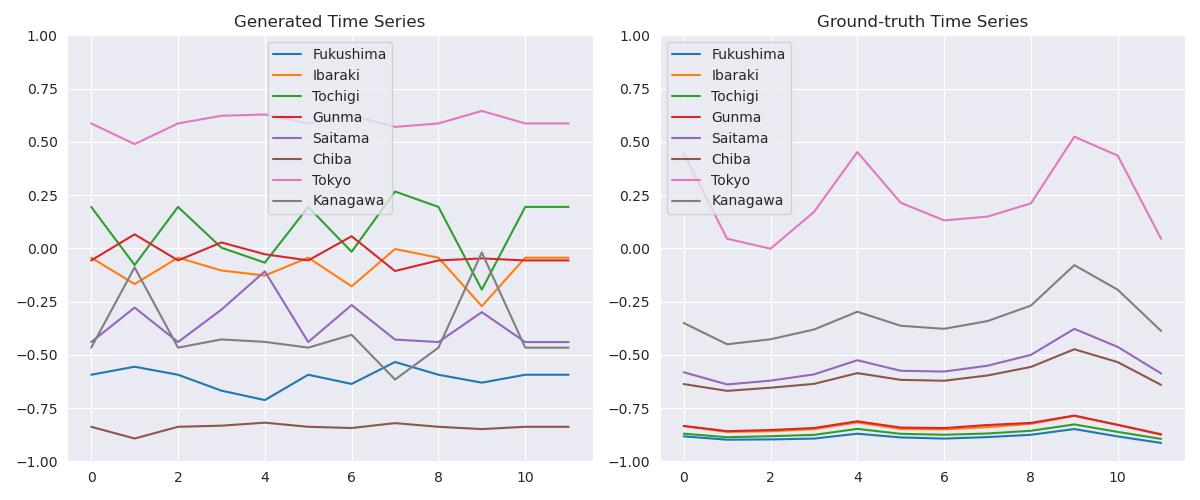 Generated Time Series
1.00
0.75
0.50
0.25
0.00
−0.25
−0.50
−0.75
−1.00
0 2 4 6 8 10
Fukushima
Ibaraki
Tochigi
Gunma
Saitama
Chiba
Tokyo
Kanagawa
Ground-truth Time Series
1.00
0.75
0.50
0.25
0.00
−0.25
−0.50
−0.75
−1.00
0 2 4 6 8 10
Fukushima
Ibaraki
Tochigi
Gunma
Saitama
Chiba
Tokyo
Kanagawa